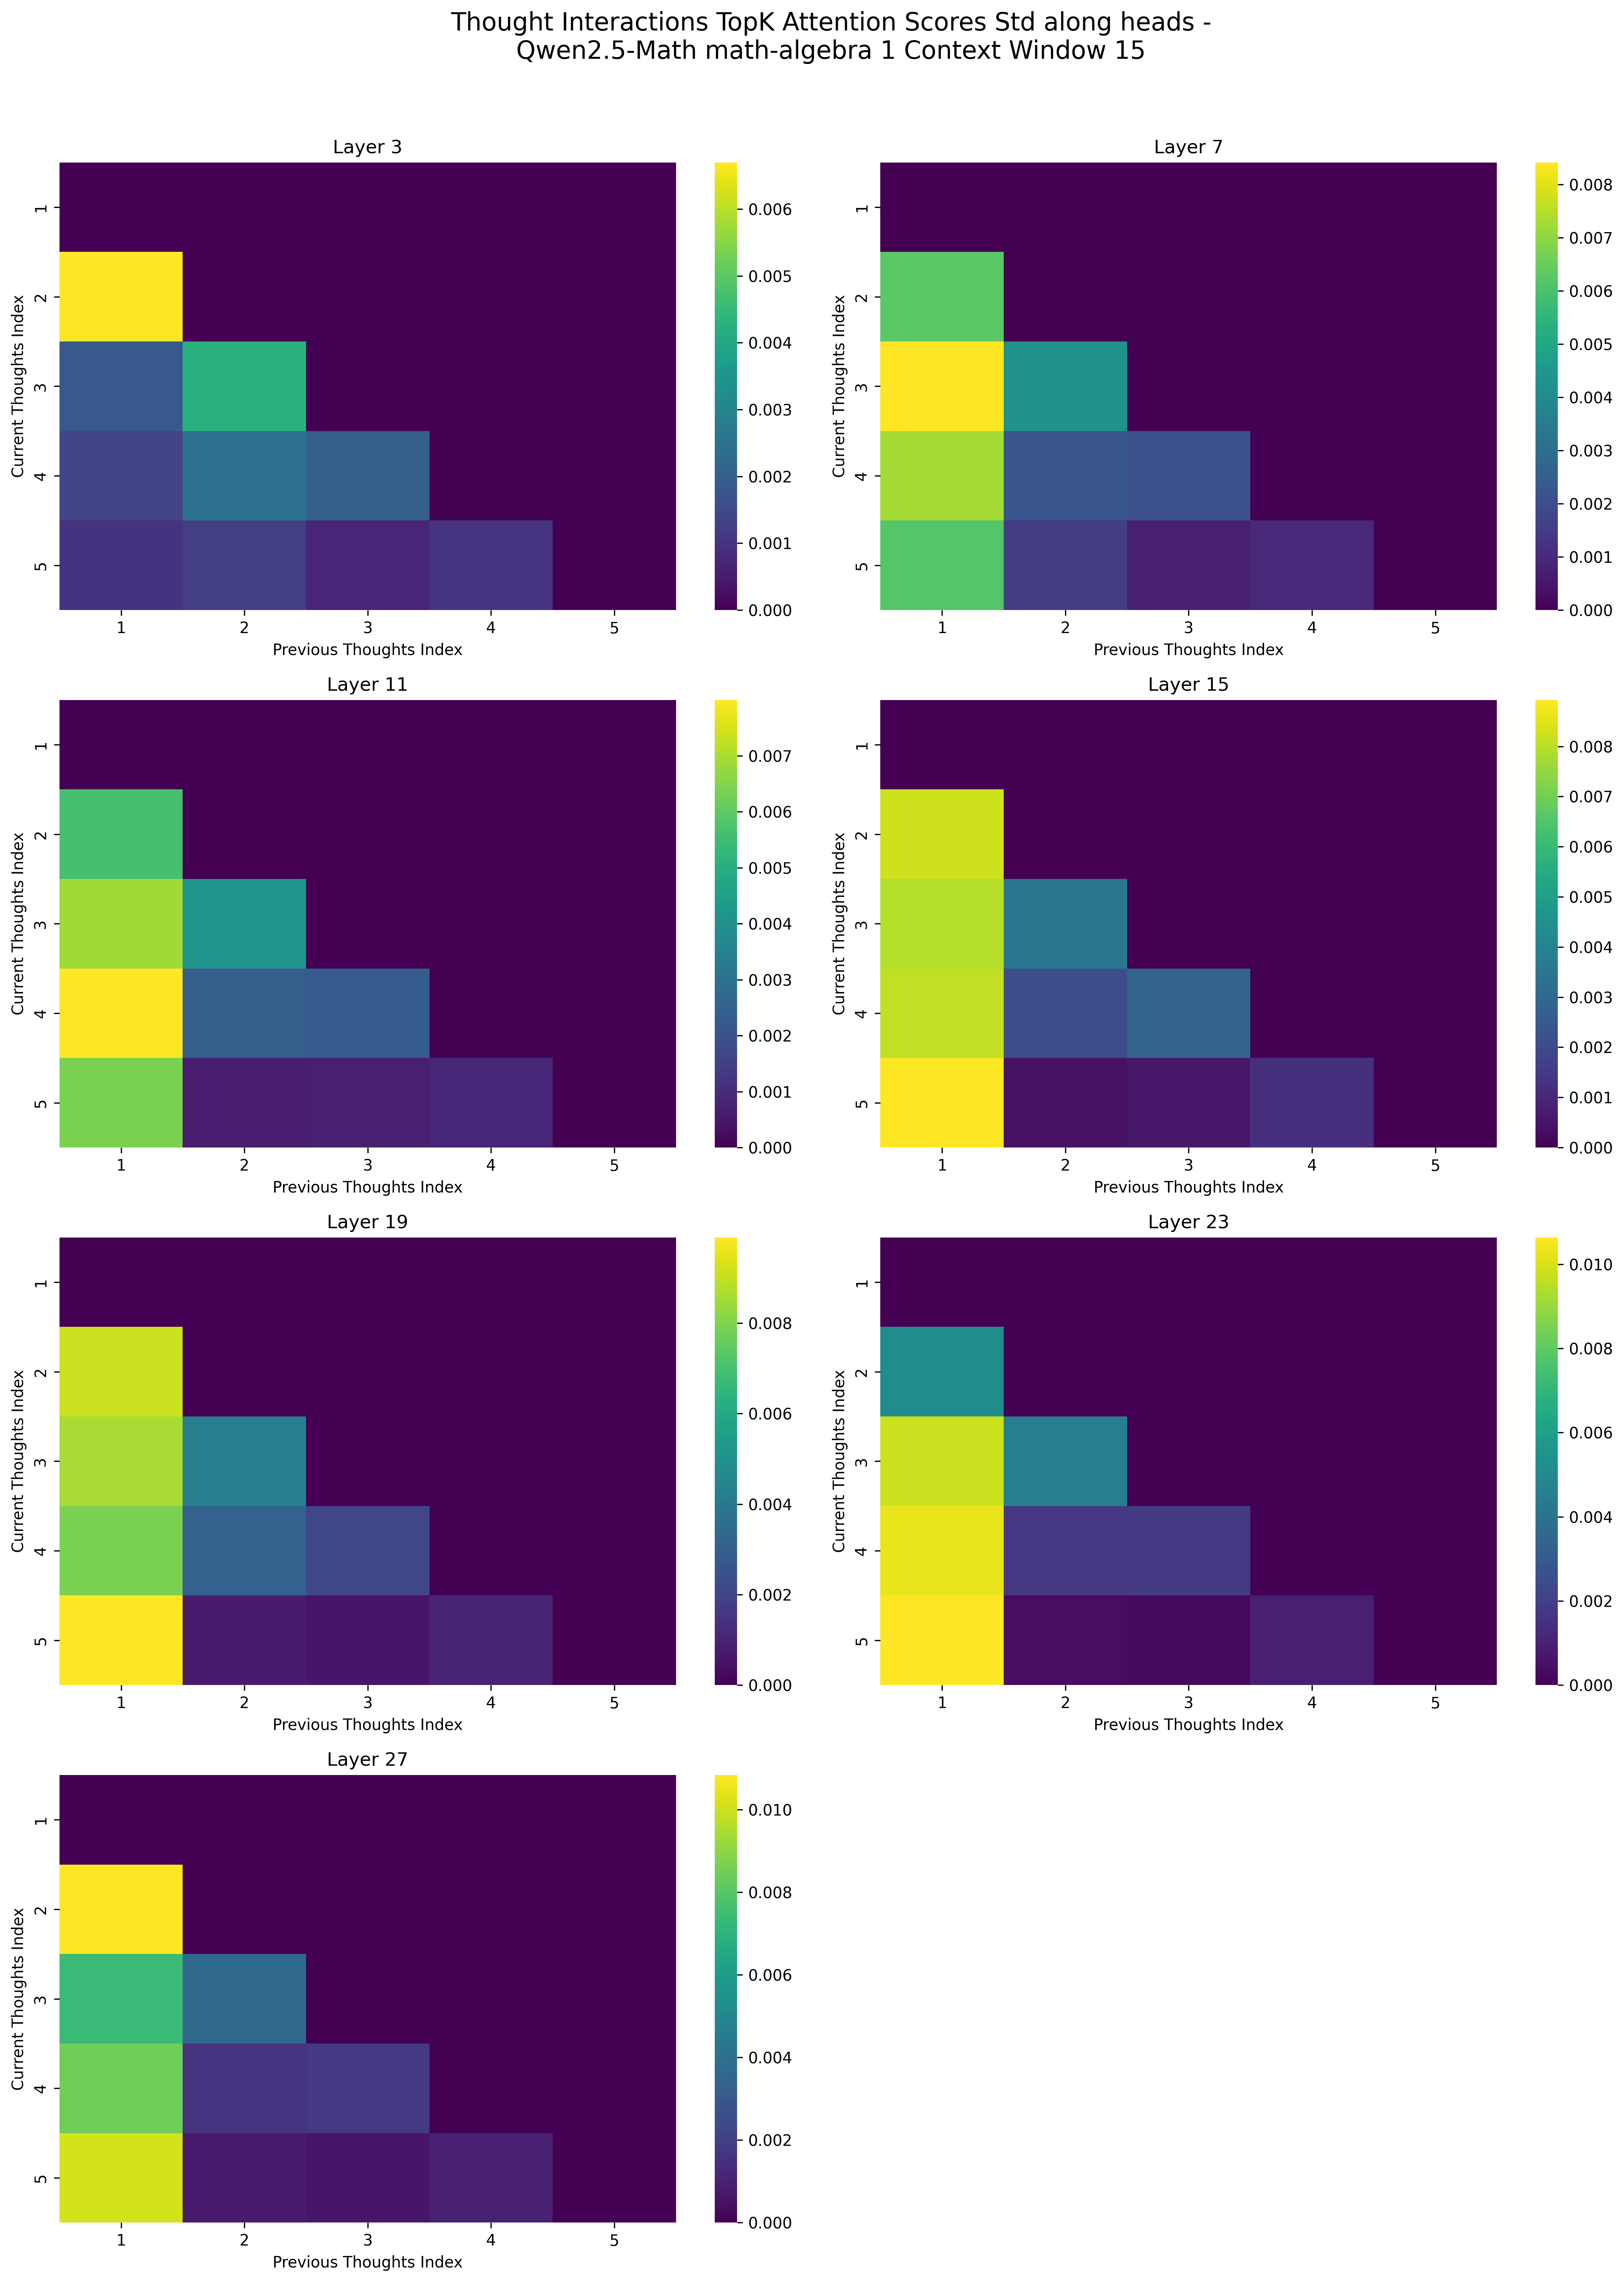 Thought Interactions TopK Attention Scores Std along heads -
Qwen2.5-Math math-algebra 1 Context Window 15
Layer 3
Current Thoughts Index
1
2
3
4
5
1 2 3 4 5
Previous Thoughts Index
0.006
0.005
0.004
0.003
0.002
0.001
0.000
Layer 7
Current Thoughts Index
1
2
3
4
5
1 2 3 4 5
Previous Thoughts Index
0.008
0.007
0.006
0.005
0.004
0.003
0.002
0.001
0.000
Layer 11
Current Thoughts Index
1
2
3
4
5
1 2 3 4 5
Previous Thoughts Index
0.007
0.006
0.005
0.004
0.003
0.002
0.001
0.000
Layer 15
Current Thoughts Index
1
2
3
4
5
1 2 3 4 5
Previous Thoughts Index
0.008
0.007
0.006
0.005
0.004
0.003
0.002
0.001
0.000
Layer 19
Current Thoughts Index
1
2
3
4
5
1 2 3 4 5
Previous Thoughts Index
0.008
0.006
0.004
0.002
0.000
Layer 23
Current Thoughts Index
1
2
3
4
5
1 2 3 4 5
Previous Thoughts Index
0.010
0.008
0.006
0.004
0.002
0.000
Layer 27
Current Thoughts Index
1
2
3
4
5
1 2 3 4 5
Previous Thoughts Index
0.010
0.008
0.006
0.004
0.002
0.000